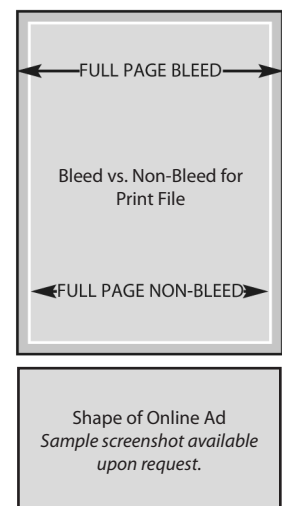 FULL PAGE BLEED
Bleed vs. Non-Bleed for
Print File
FULL PAGE NON-BLEED
Shape of Online Ad
Sample screenshot available
upon request.